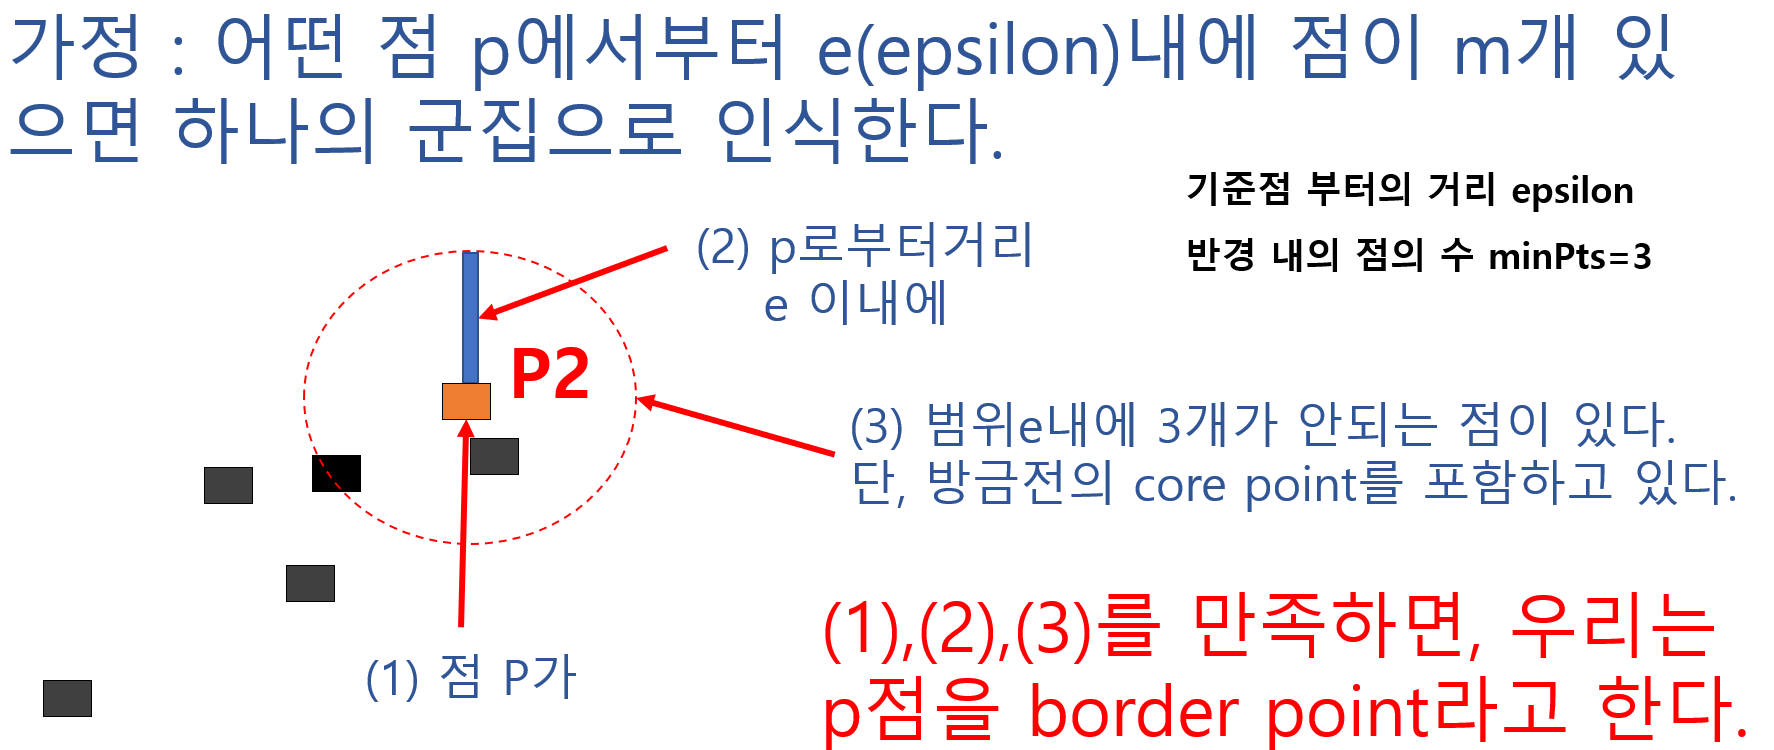 가정 : 어떤 점 p에서부터 e(epsilon)내에 점이 m개 있
으면 하나의 군집으로 인식한다.
기준점 부터의 거리 epsilon
반경 내의 점의 수 minPts=3
(2) p로부터거리
e 이내에
P2
(3) 범위e내에 3개가 안되는 점이 있다.
단, 방금전의 core point를 포함하고 있다.
(1) 점 P가
(1),(2),(3)를 만족하면, 우리는
p점을 border point라고 한다.